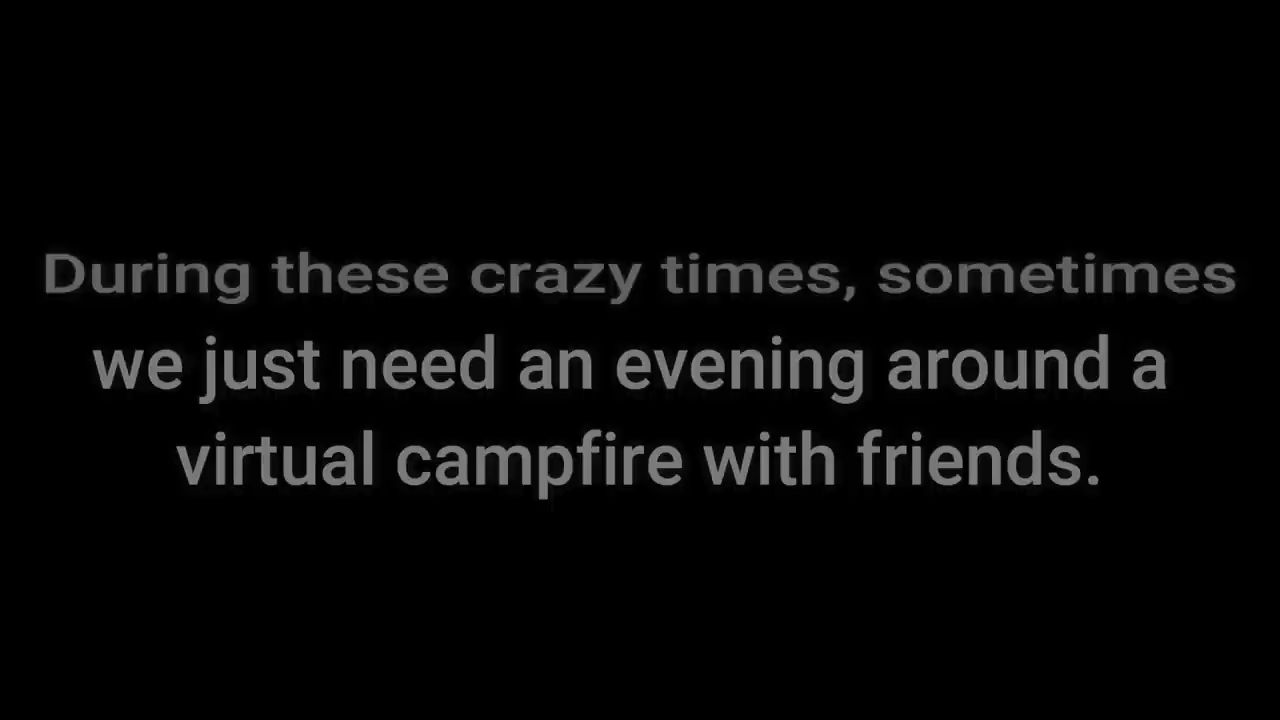 During these crazy times, sometimes
we just need an evening around a
virtual campfire with friends.